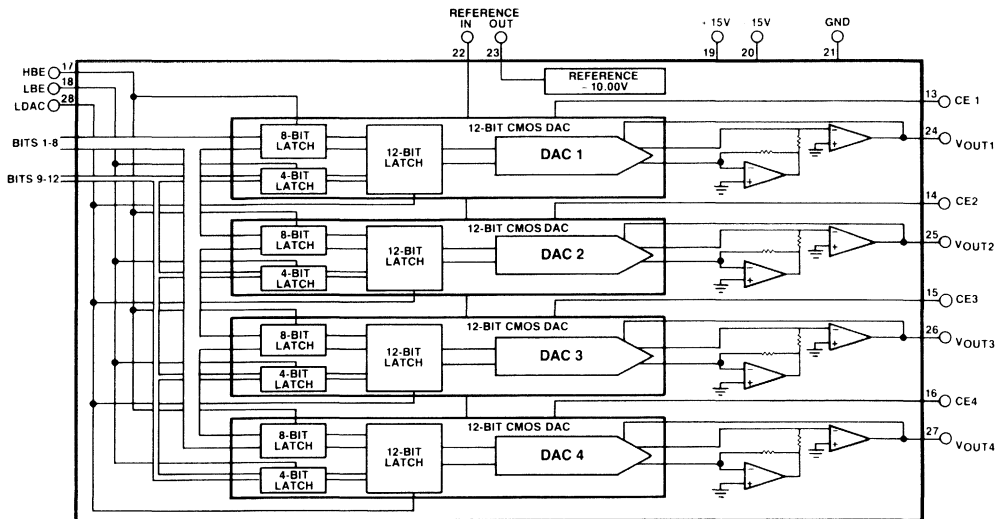 REFERENCE
IN OUT
22 23
+ 15V 15V GND
19 20 21
HBE 17
LBE 18
LDAC 28
REFERENCE
- 10.00V
BITS 1-8
BITS 9-12
12-BIT CMOS DAC
8-BIT
LATCH
4-BIT
LATCH
12-BIT
LATCH
DAC 1
13 CE 1
24 VOUT1
12-BIT CMOS DAC
8-BIT
LATCH
4-BIT
LATCH
12-BIT
LATCH
DAC 2
14 CE2
25 VOUT2
12-BIT CMOS DAC
8-BIT
LATCH
4-BIT
LATCH
12-BIT
LATCH
DAC 3
15 CE3
26 VOUT3
12-BIT CMOS DAC
8-BIT
LATCH
4-BIT
LATCH
12-BIT
LATCH
DAC 4
16 CE4
27 VOUT4